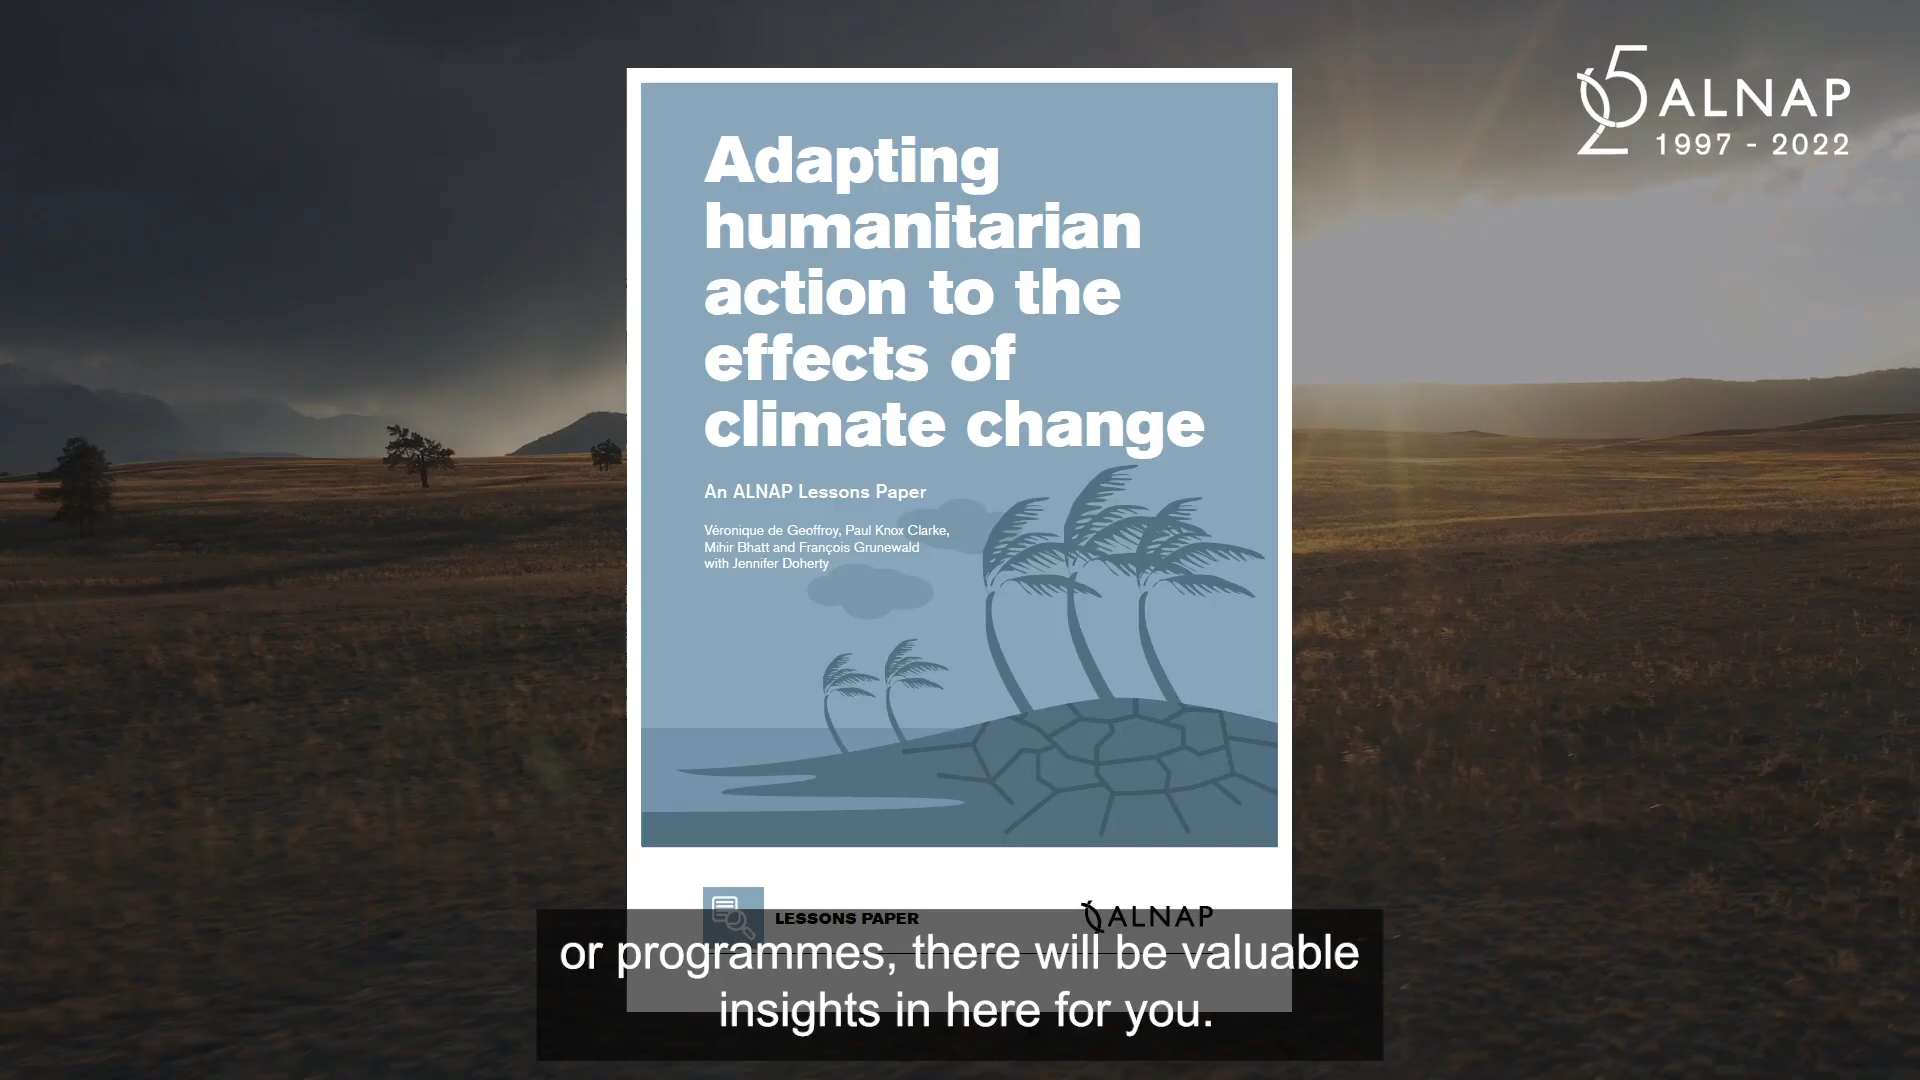 25 ALNAP
1997 - 2022
Adapting
humanitarian
action to the
effects of
climate change
An ALNAP Lessons Paper
Véronique de Geoffroy, Paul Knox Clarke,
Mihir Bhatt and François Grunewald
with Jennifer Doherty
LESSONS PAPER
ALNAP
or programmes, there will be valuable
insights in here for you.